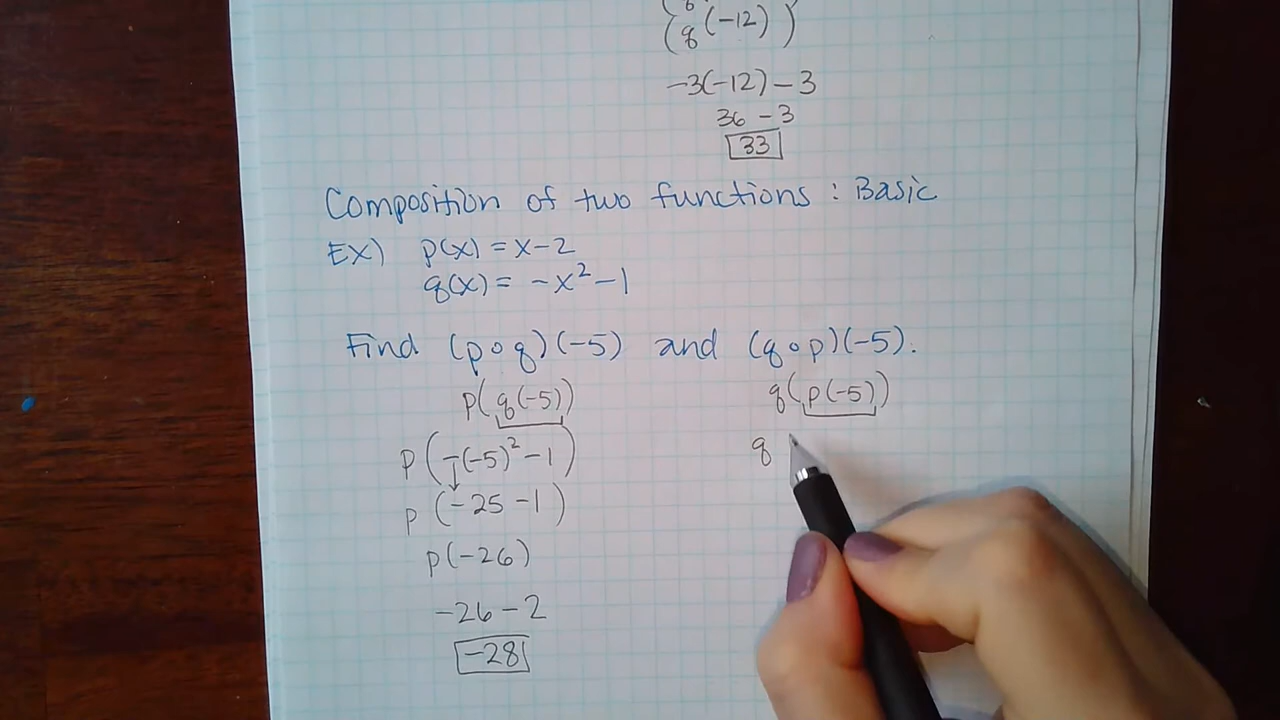 (q(-12))
-3(-12) - 3
36 - 3
33
Composition of two functions : Basic
EX) p(x) = x-2
q(x) = -x² - 1
Find (p∘q)(-5) and (q∘p)(-5).
p(q(-5))
p(-(-5)² - 1)
p(-25 - 1)
p(-26)
-26 - 2
-28
q(p(-5))
q